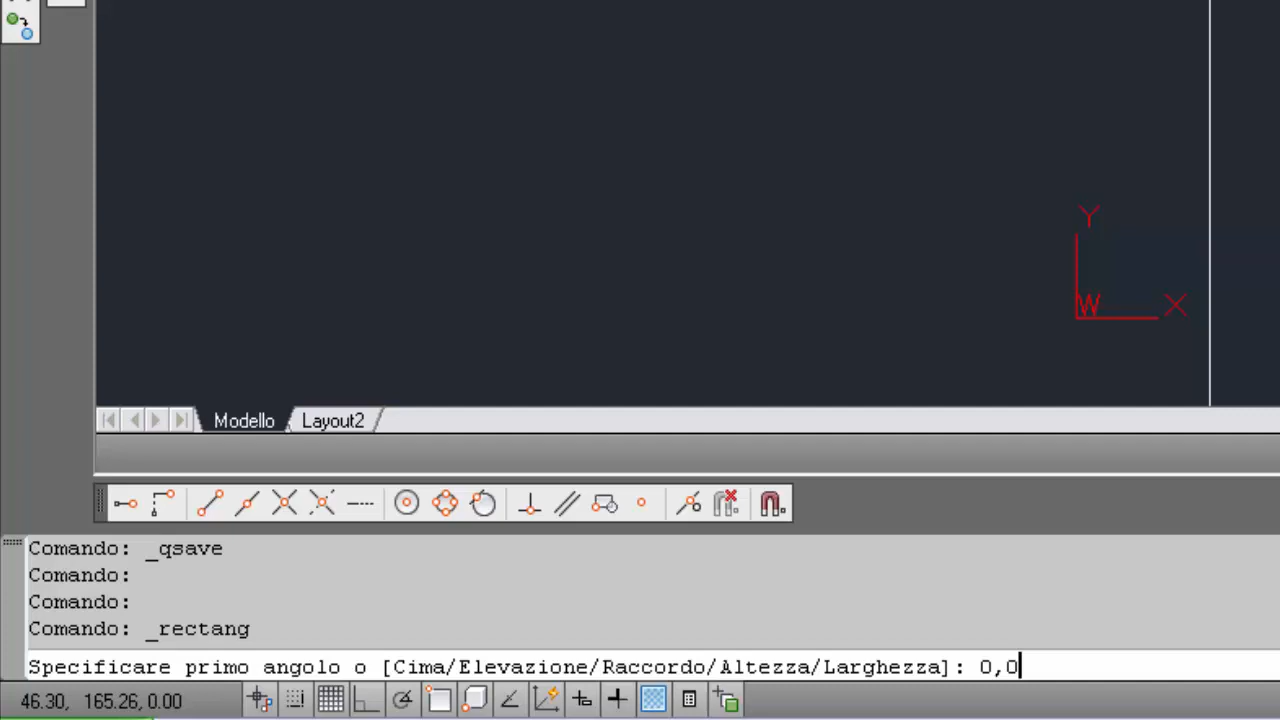 Y
W X
Modello Layout2
Comando: _qsave
Comando:
Comando:
Comando: _rectang
Specificare primo angolo o [Cima/Elevazione/Raccordo/Altezza/Larghezza]: 0,0
46.30, 165.26, 0.00